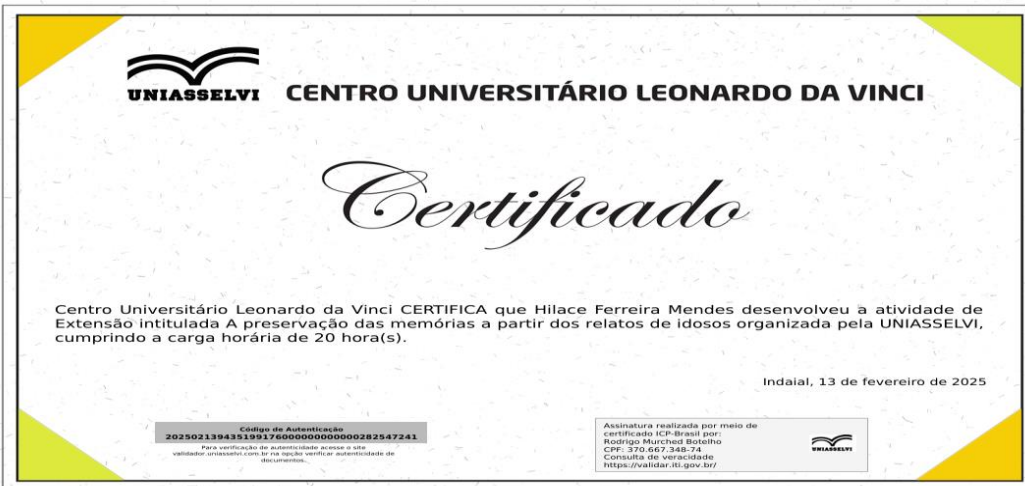 UNIASSELVI
CENTRO UNIVERSITÁRIO LEONARDO DA VINCI
Certificado
Centro Universitário Leonardo da Vinci CERTIFICA que Hilace Ferreira Mendes desenvolveu a atividade de
Extensão intitulada A preservação das memórias a partir dos relatos de idosos organizada pela UNIASSELVI,
cumprindo a carga horária de 20 hora(s).
Indaial, 13 de fevereiro de 2025
Código de Autenticação
Para verificação de autenticidade acesse o site
validador.uniasselvi.com.br na opção verificar autenticidade de
documentos.
Assinatura realizada por meio de
certificado ICP-Brasil por:
Rodrigo Murched Botelho
CPF: 370.667.348-74
Consulta de veracidade
https://validar.iti.gov.br/
UNIASSELVI